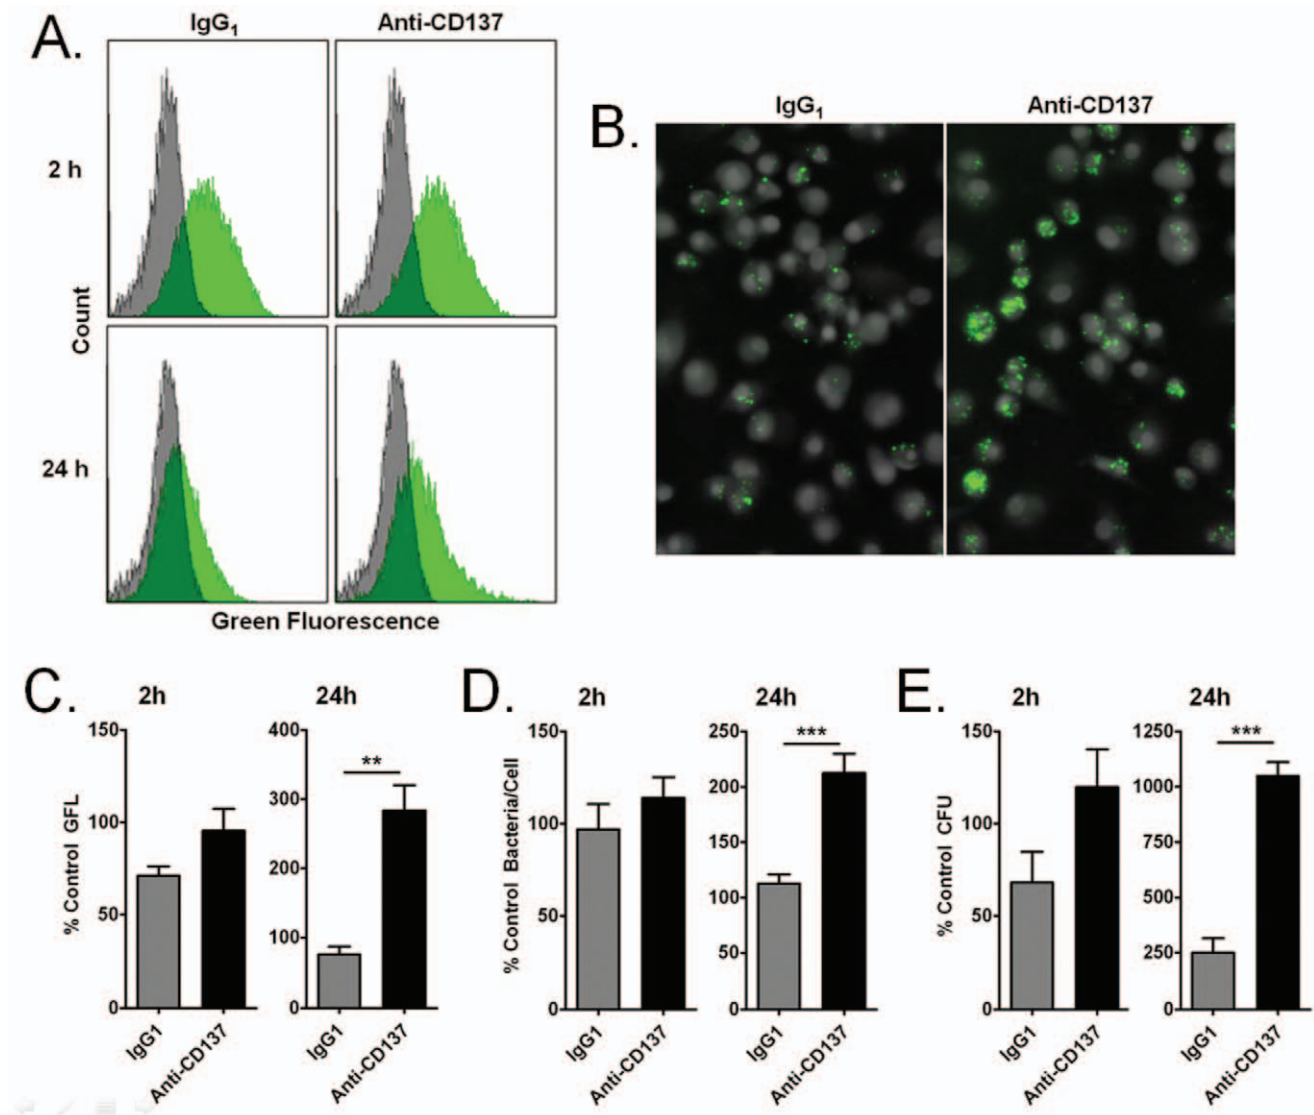 A.
IgG1
Anti-CD137
2 h
24 h
Count
Green Fluorescence
B.
IgG1
Anti-CD137
C.
2h
24h
% Control GFL
150
100
50
0
400
300
200
100
0
**
IgG1
Anti-CD137
IgG1
Anti-CD137
D.
2h
24h
% Control Bacteria/Cell
150
100
50
0
250
200
150
100
50
0
***
IgG1
Anti-CD137
IgG1
Anti-CD137
E.
2h
24h
% Control CFU
150
100
50
0
1250
1000
750
500
250
0
***
IgG1
Anti-CD137
IgG1
Anti-CD137